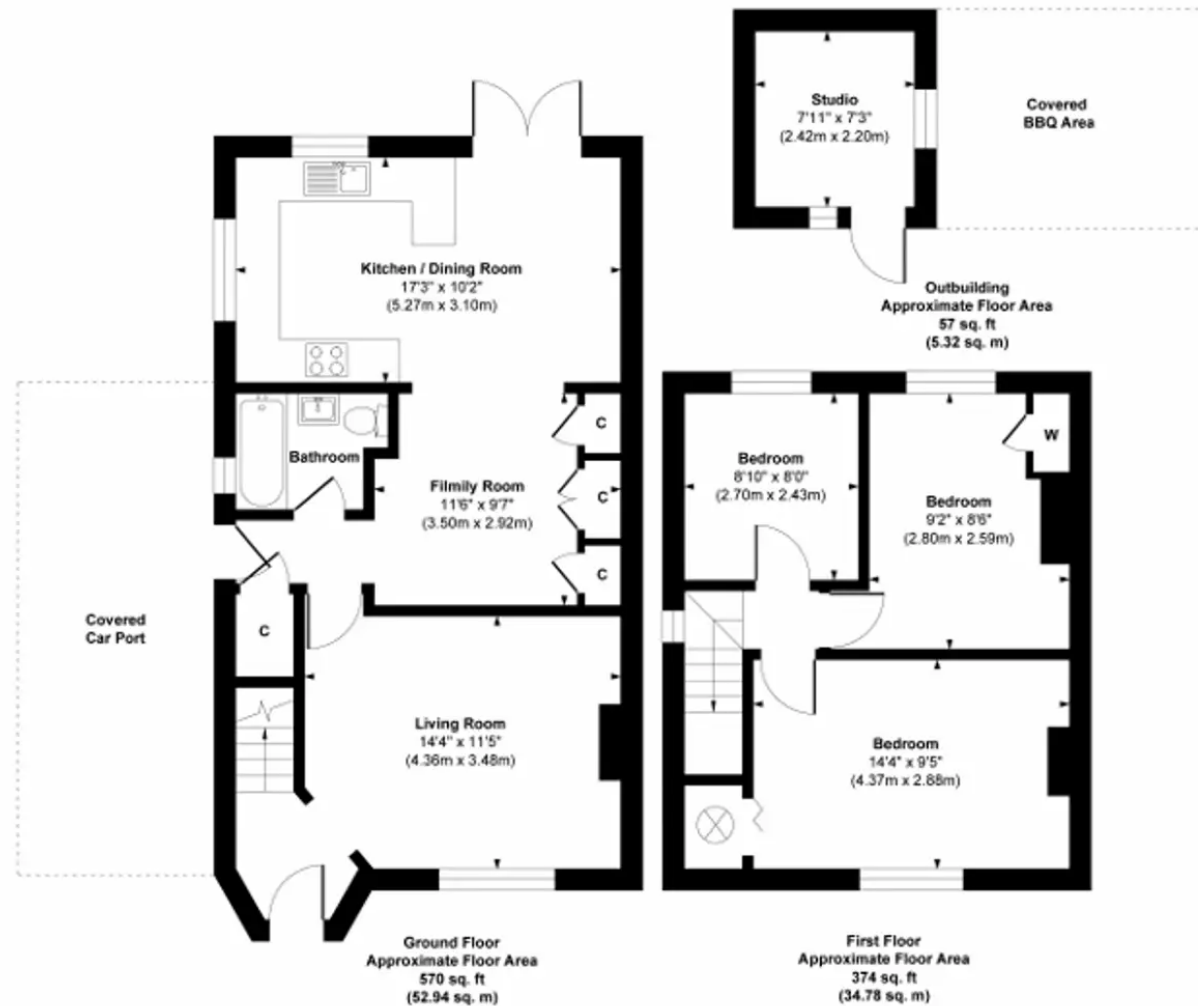 Studio
7'11" x 7'3"
(2.42m x 2.20m)
Covered
BBQ Area
Outbuilding
Approximate Floor Area
57 sq. ft
(5.32 sq. m)
Kitchen / Dining Room
17'3" x 10'2"
(5.27m x 3.10m)
Bathroom
Filmily Room
11'6" x 9'7"
(3.50m x 2.92m)
C
C
C
C
Covered
Car Port
Living Room
14'4" x 11'5"
(4.36m x 3.48m)
Ground Floor
Approximate Floor Area
570 sq. ft
(52.94 sq. m)
Bedroom
8'10" x 8'0"
(2.70m x 2.43m)
W
Bedroom
9'2" x 8'6"
(2.80m x 2.59m)
Bedroom
14'4" x 9'5"
(4.37m x 2.88m)
First Floor
Approximate Floor Area
374 sq. ft
(34.78 sq. m)